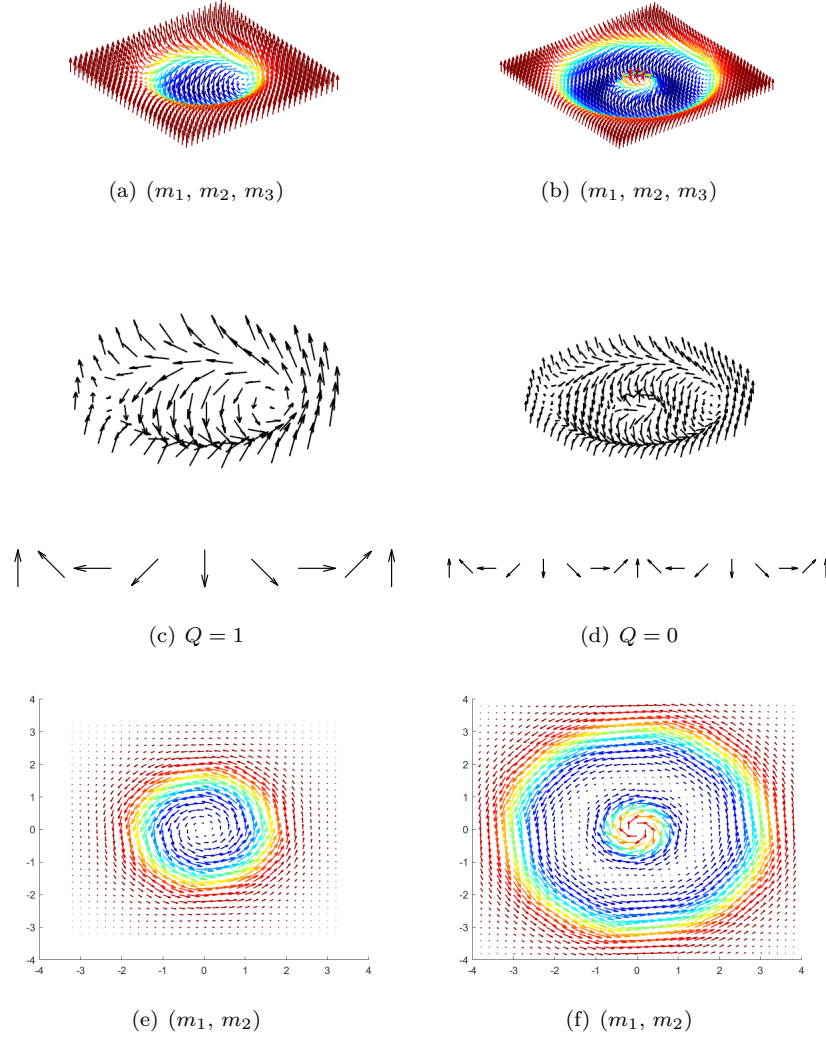 (a) (m₁, m₂, m₃)
(b) (m₁, m₂, m₃)
(c) Q = 1
(d) Q = 0
4
3
2
1
0
-1
-2
-3
-4
-4 -3 -2 -1 0 1 2 3 4
4
3
2
1
0
-1
-2
-3
-4
-4 -3 -2 -1 0 1 2 3 4
(e) (m₁, m₂)
(f) (m₁, m₂)